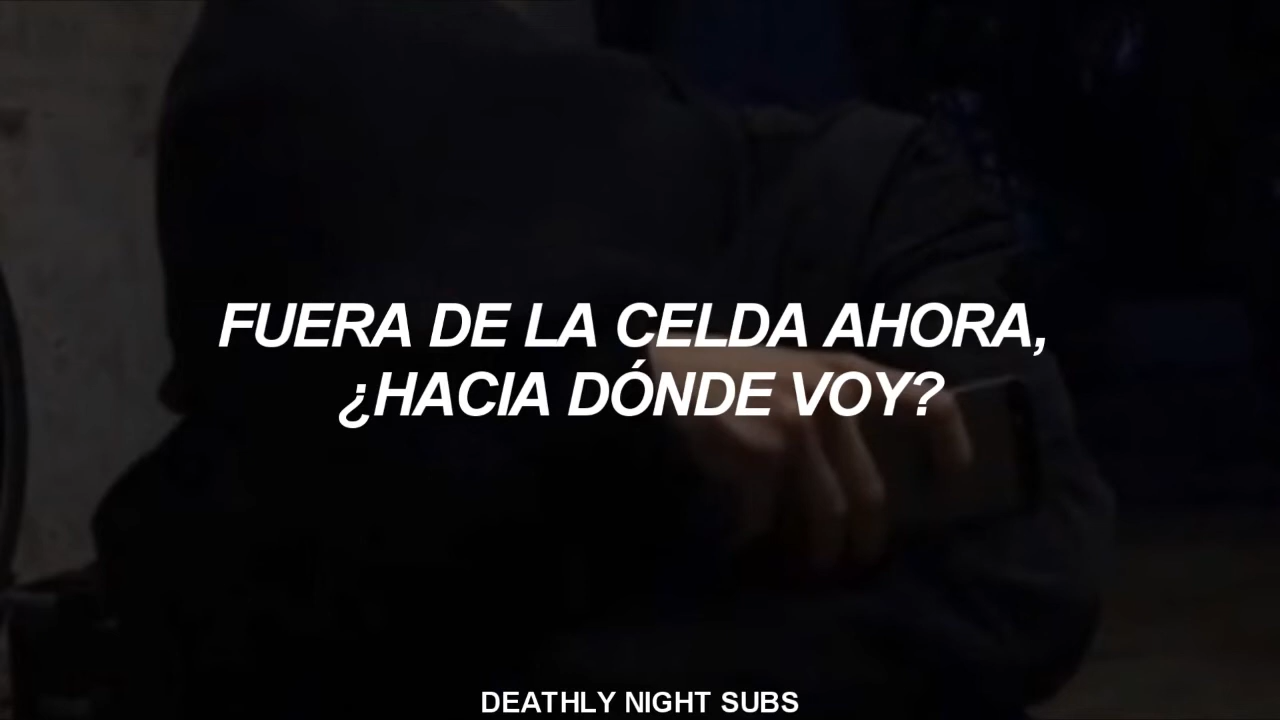 FUERA DE LA CELDA AHORA,
¿HACIA DÓNDE VOY?
DEATHLY NIGHT SUBS